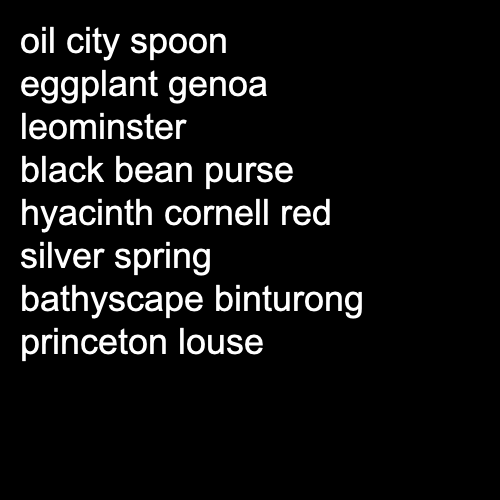 oil city spoon
eggplant genoa
leominster
black bean purse
hyacinth cornell red
silver spring
bathyscape binturong
princeton louse